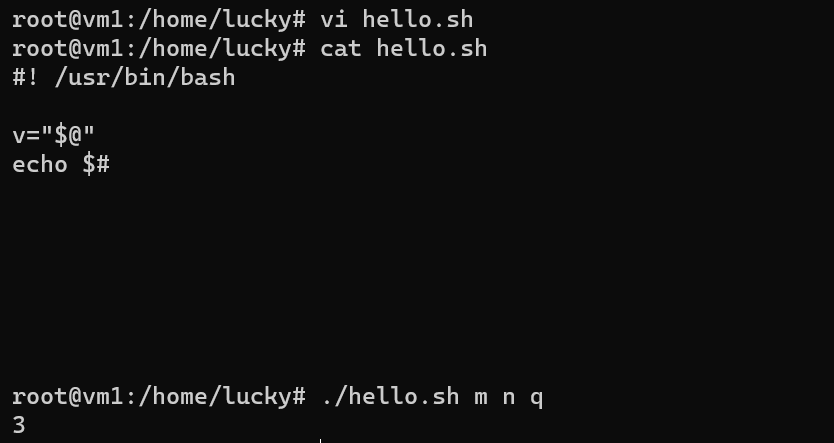 root@vm1:/home/lucky# vi hello.sh
root@vm1:/home/lucky# cat hello.sh
#! /usr/bin/bash
v="$@"
echo $#
root@vm1:/home/lucky# ./hello.sh m n q
3